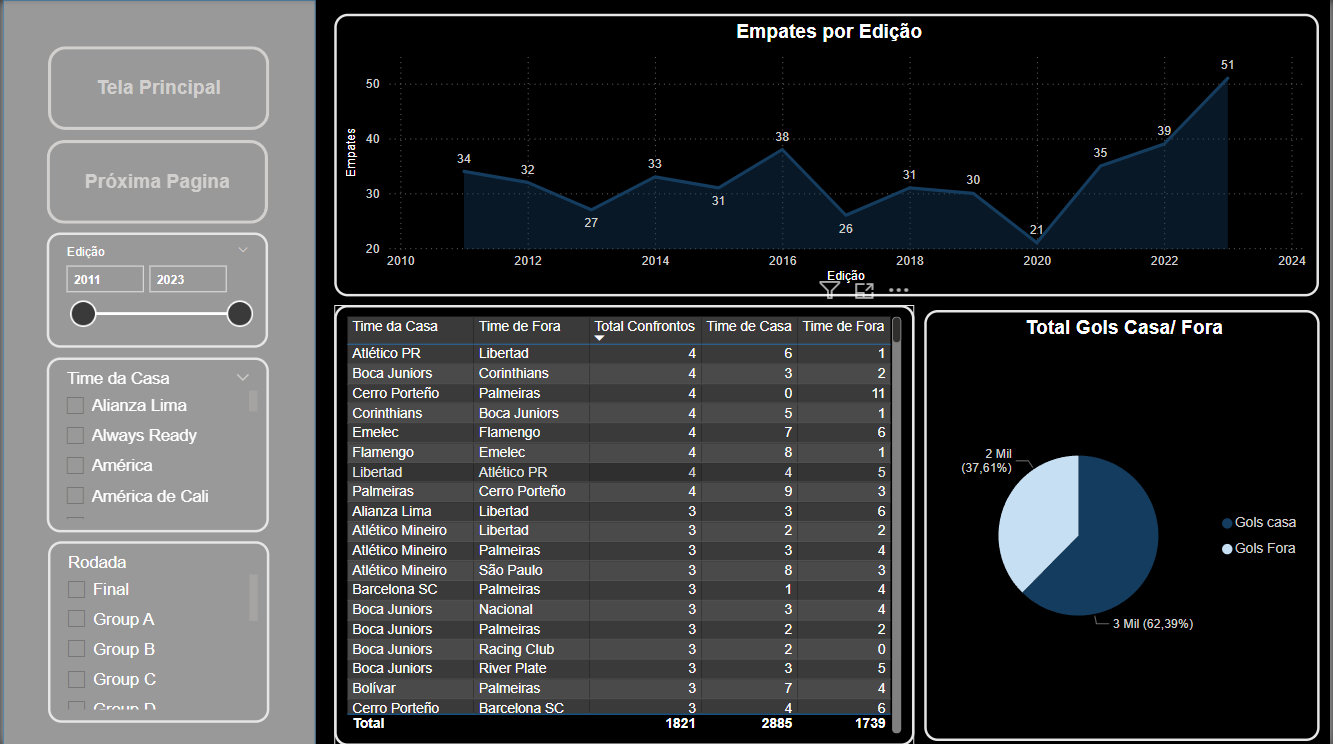 Tela Principal
Próxima Pagina
Edição
2011 2023
Time da Casa
Alianza Lima
Always Ready
América
América de Cali
Rodada
Final
Group A
Group B
Group C
Group D
Empates por Edição
Empates
50
40
30
20
34
32
27
33
31
38
26
31
30
21
35
39
51
2010 2012 2014 2016 2018 2020 2022 2024
Edição
Time da Casa Time de Fora Total Confrontos Time de Casa Time de Fora
Atlético PR Libertad 4 6 1
Boca Juniors Corinthians 4 3 2
Cerro Porteño Palmeiras 4 0 11
Corinthians Boca Juniors 4 5 1
Emelec Flamengo 4 7 6
Flamengo Emelec 4 8 1
Libertad Atlético PR 4 4 5
Palmeiras Cerro Porteño 4 9 3
Alianza Lima Libertad 3 3 6
Atlético Mineiro Libertad 3 2 2
Atlético Mineiro Palmeiras 3 3 4
Atlético Mineiro São Paulo 3 8 3
Barcelona SC Palmeiras 3 1 4
Boca Juniors Nacional 3 3 4
Boca Juniors Palmeiras 3 2 2
Boca Juniors Racing Club 3 2 0
Boca Juniors River Plate 3 3 5
Bolívar Palmeiras 3 7 4
Cerro Porteño Barcelona SC 3 4 6
Total 1821 2885 1739
Total Gols Casa/ Fora
2 Mil
(37,61%)
3 Mil (62,39%)
Gols casa
Gols Fora